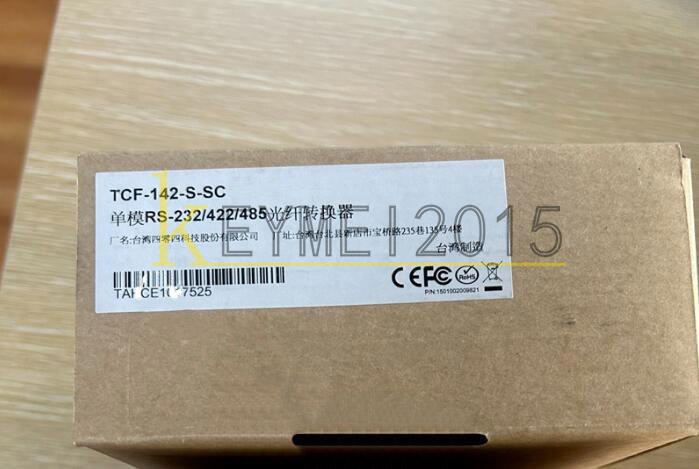 TCF-142-S-SC
单模RS-232/422/485光纤转换器
厂名:台湾四零四科技股份有限公司 厂址:台湾台北县新店市宝桥路235巷135号4楼
台湾制造
CE RoHS
P/N:1501002009821
KEYMEI2015